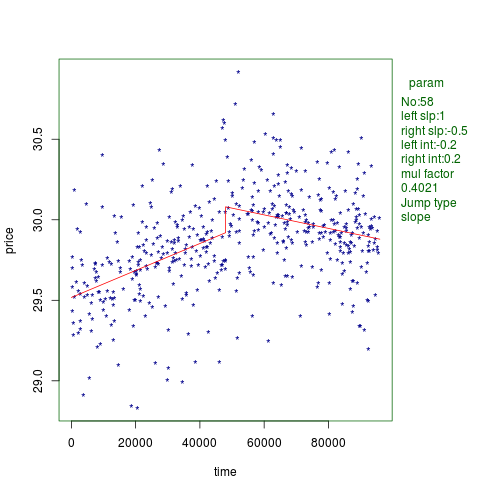 param
No:58
left slp:1
right slp:-0.5
left int:-0.2
right int:0.2
mul factor
0.4021
Jump type
slope
price
30.5
30.0
29.5
29.0
0 20000 40000 60000 80000
time